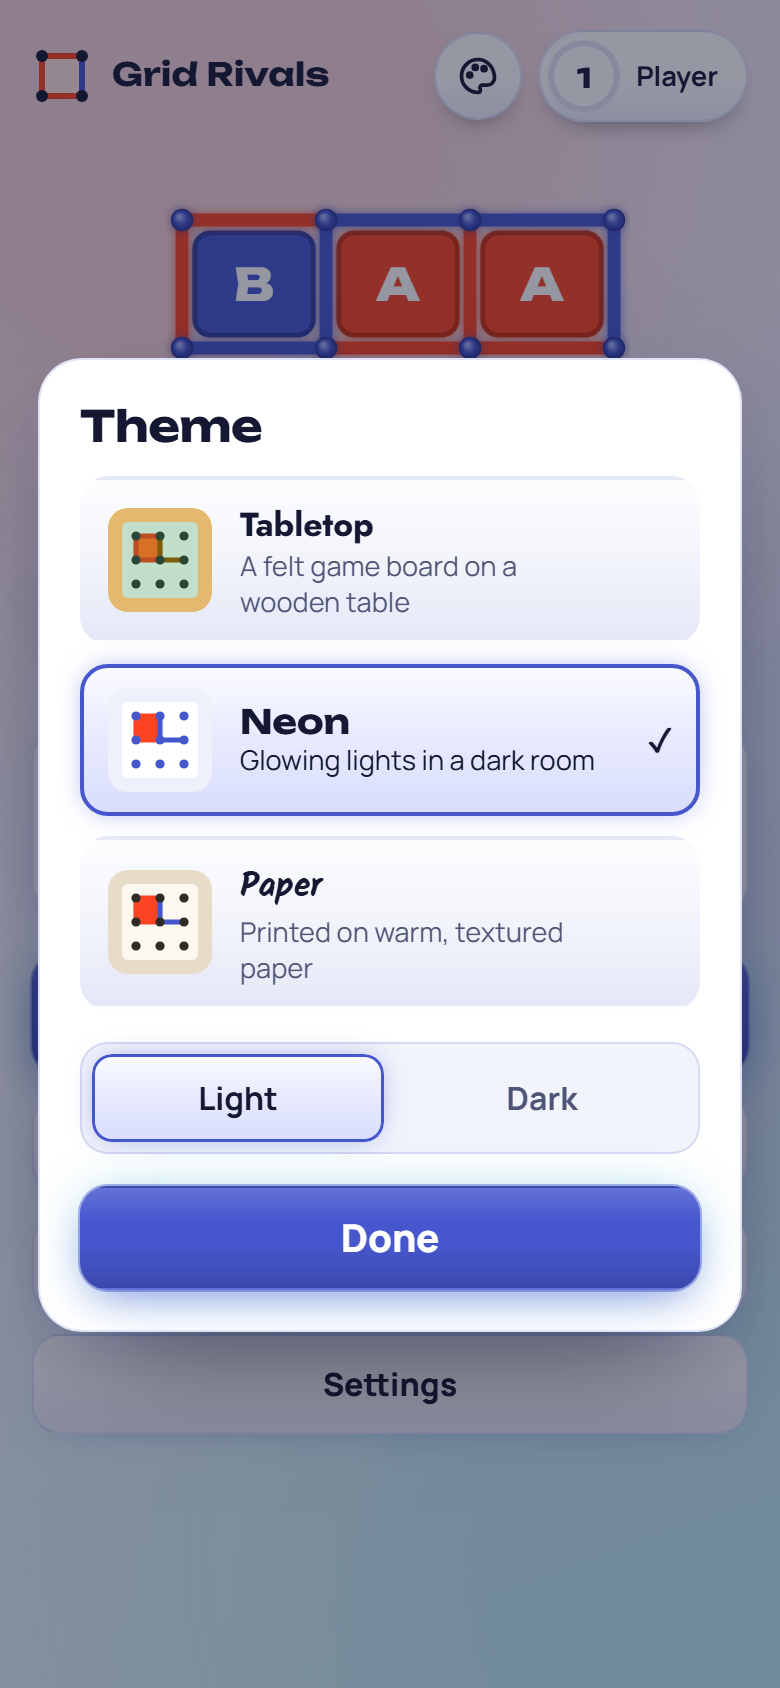 Grid Rivals
1 Player
B A A
Theme
Tabletop
A felt game board on a
wooden table
Neon
Glowing lights in a dark room
Paper
Printed on warm, textured
paper
Light Dark
Done
Settings